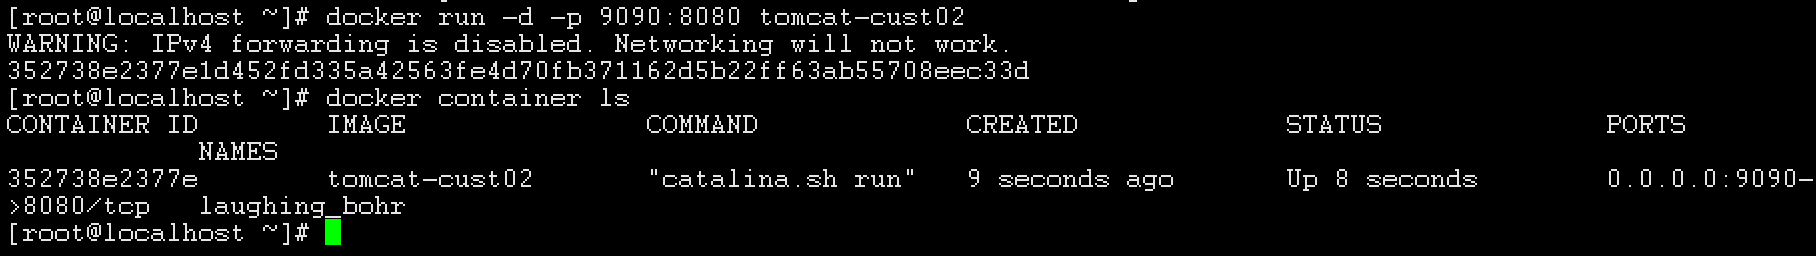 [root@localhost ~]# docker run -d -p 9090:8080 tomcat-cust02
WARNING: IPv4 forwarding is disabled. Networking will not work.
352738e2377e1d452fd335a42563fe4d70fb371162d5b22ff63ab55708eec33d
[root@localhost ~]# docker container ls
CONTAINER ID        IMAGE               COMMAND             CREATED             STATUS              PORTS
            NAMES
352738e2377e        tomcat-cust02       "catalina.sh run"   9 seconds ago       Up 8 seconds        0.0.0.0:9090-
>8080/tcp   laughing_bohr
[root@localhost ~]#